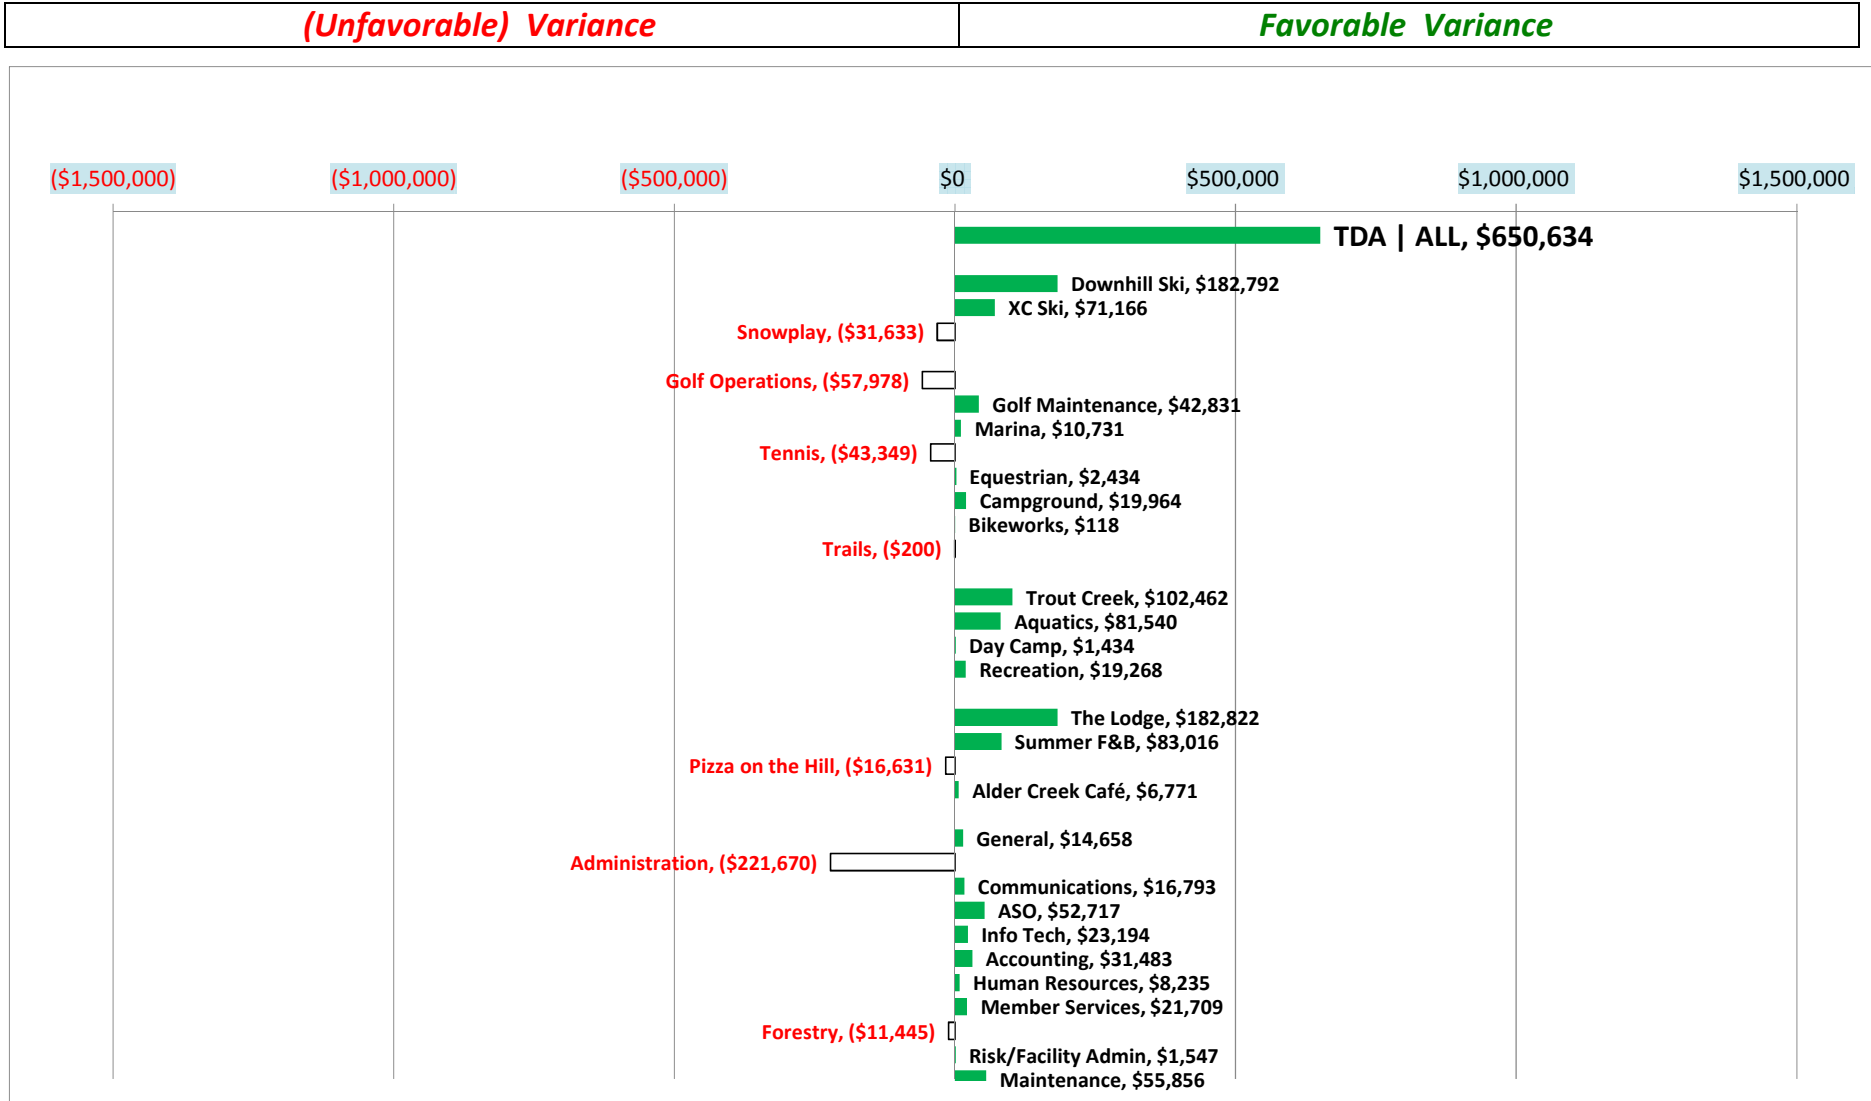 (Unfavorable) Variance
Favorable Variance
($1,500,000) ($1,000,000) ($500,000) $0 $500,000 $1,000,000 $1,500,000
TDA | ALL, $650,634
Downhill Ski, $182,792
XC Ski, $71,166
Snowplay, ($31,633)
Golf Operations, ($57,978)
Golf Maintenance, $42,831
Marina, $10,731
Tennis, ($43,349)
Equestrian, $2,434
Campground, $19,964
Bikeworks, $118
Trails, ($200)
Trout Creek, $102,462
Aquatics, $81,540
Day Camp, $1,434
Recreation, $19,268
The Lodge, $182,822
Summer F&B, $83,016
Pizza on the Hill, ($16,631)
Alder Creek Café, $6,771
General, $14,658
Administration, ($221,670)
Communications, $16,793
ASO, $52,717
Info Tech, $23,194
Accounting, $31,483
Human Resources, $8,235
Member Services, $21,709
Forestry, ($11,445)
Risk/Facility Admin, $1,547
Maintenance, $55,856